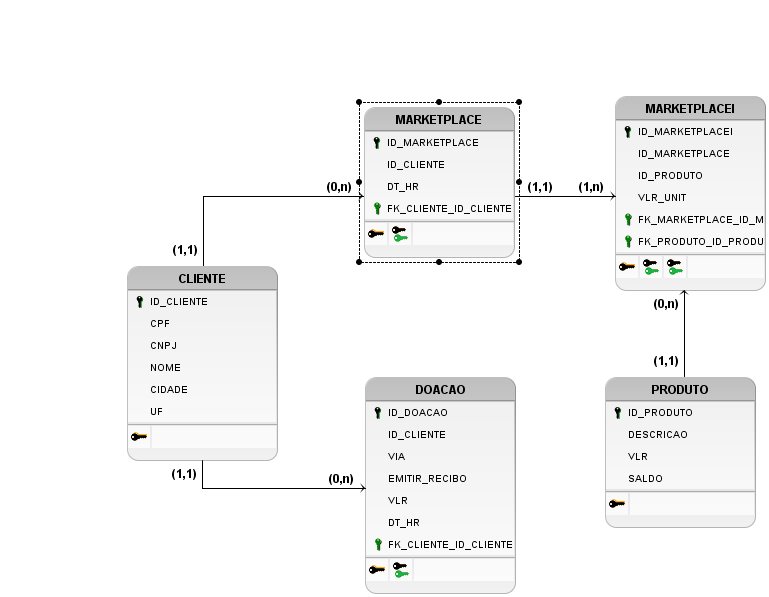 MARKETPLACE
ID_MARKETPLACE
ID_CLIENTE
DT_HR
FK_CLIENTE_ID_CLIENTE
MARKETPLACEI
ID_MARKETPLACEI
ID_MARKETPLACE
ID_PRODUTO
VLR_UNIT
FK_MARKETPLACE_ID_M
FK_PRODUTO_ID_PRODU
(0,n)
(1,1)
(1,n)
(1,1)
CLIENTE
ID_CLIENTE
CPF
CNPJ
NOME
CIDADE
UF
(1,1)
(0,n)
(0,n)
(1,1)
DOACAO
ID_DOACAO
ID_CLIENTE
VIA
EMITIR_RECIBO
VLR
DT_HR
FK_CLIENTE_ID_CLIENTE
PRODUTO
ID_PRODUTO
DESCRICAO
VLR
SALDO